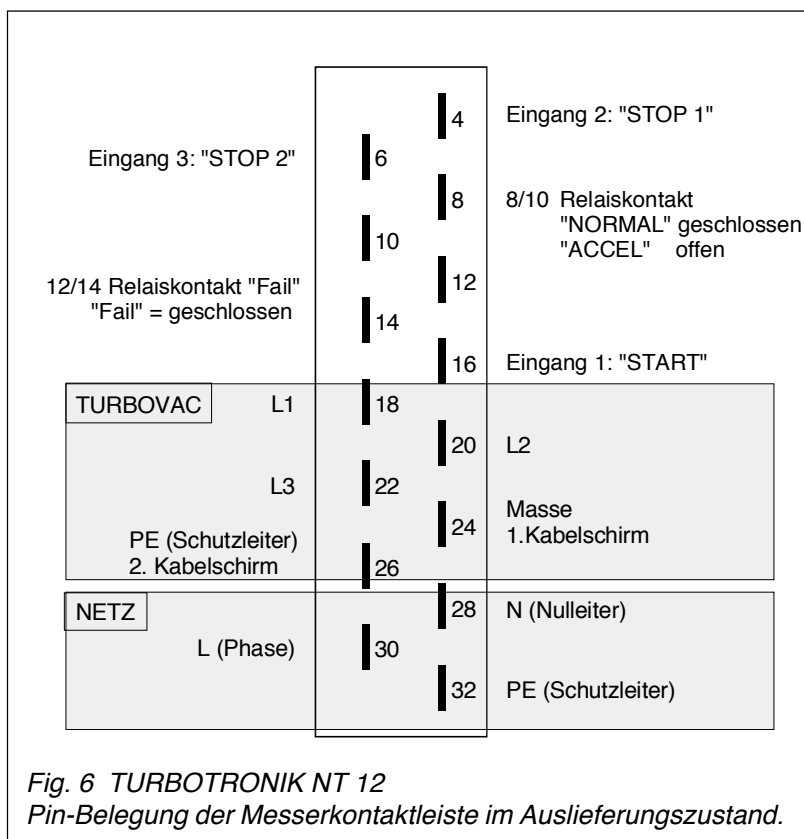 4 Eingang 2: "STOP 1"
Eingang 3: "STOP 2" 6
8 8/10 Relaiskontakt
"NORMAL" geschlossen
10
"ACCEL" offen
12/14 Relaiskontakt "Fail" 12
"Fail" = geschlossen 14
16 Eingang 1: "START"
TURBOVAC L1 18
20 L2
L3 22
24 Masse
1.Kabelschirm
PE (Schutzleiter)
2. Kabelschirm 26
NETZ 28 N (Nulleiter)
L (Phase) 30
32 PE (Schutzleiter)
Fig. 6 TURBOTRONIK NT 12
Pin-Belegung der Messerkontaktleiste im Auslieferungszustand.